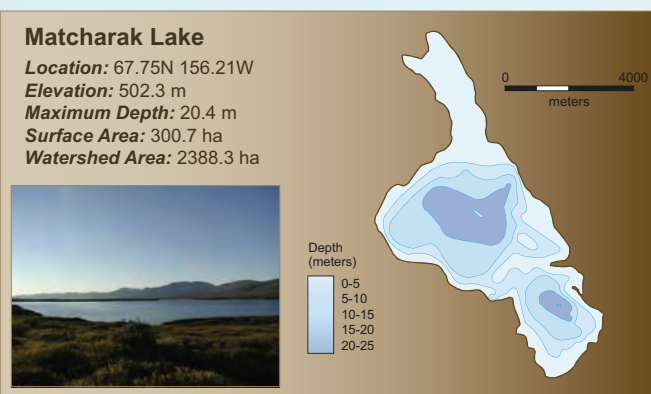 Matcharak Lake
Location: 67.75N 156.21W
Elevation: 502.3 m
Maximum Depth: 20.4 m
Surface Area: 300.7 ha
Watershed Area: 2388.3 ha
0 4000
meters
Depth
(meters)
0-5
5-10
10-15
15-20
20-25